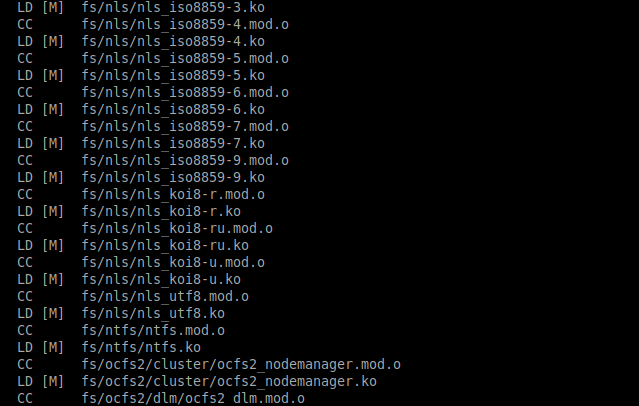 LD [M]  fs/nls/nls_iso8859-3.ko
CC      fs/nls/nls_iso8859-4.mod.o
LD [M]  fs/nls/nls_iso8859-4.ko
CC      fs/nls/nls_iso8859-5.mod.o
LD [M]  fs/nls/nls_iso8859-5.ko
CC      fs/nls/nls_iso8859-6.mod.o
LD [M]  fs/nls/nls_iso8859-6.ko
CC      fs/nls/nls_iso8859-7.mod.o
LD [M]  fs/nls/nls_iso8859-7.ko
CC      fs/nls/nls_iso8859-9.mod.o
LD [M]  fs/nls/nls_iso8859-9.ko
CC      fs/nls/nls_koi8-r.mod.o
LD [M]  fs/nls/nls_koi8-r.ko
CC      fs/nls/nls_koi8-ru.mod.o
LD [M]  fs/nls/nls_koi8-ru.ko
CC      fs/nls/nls_koi8-u.mod.o
LD [M]  fs/nls/nls_koi8-u.ko
CC      fs/nls/nls_utf8.mod.o
LD [M]  fs/nls/nls_utf8.ko
CC      fs/ntfs/ntfs.mod.o
LD [M]  fs/ntfs/ntfs.ko
CC      fs/ocfs2/cluster/ocfs2_nodemanager.mod.o
LD [M]  fs/ocfs2/cluster/ocfs2_nodemanager.ko
CC      fs/ocfs2/dlm/ocfs2_dlm.mod.o